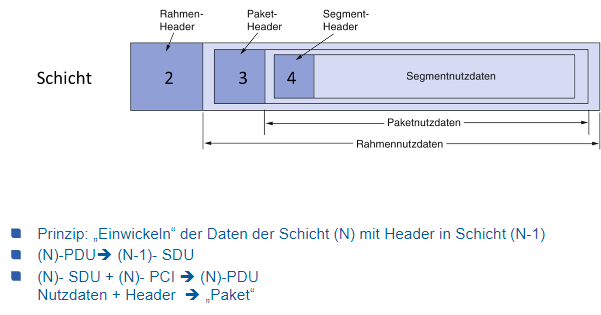 Rahmen-
Header
Paket-
Header
Segment-
Header
Schicht
2
3
4
Segmentnutzdaten
Paketnutzdaten
Rahmennutzdaten
Prinzip: „Einwickeln“ der Daten der Schicht (N) mit Header in Schicht (N-1)
(N)-PDU➔ (N-1)- SDU
(N)- SDU + (N)- PCI ➔ (N)-PDU
Nutzdaten + Header ➔ „Paket“